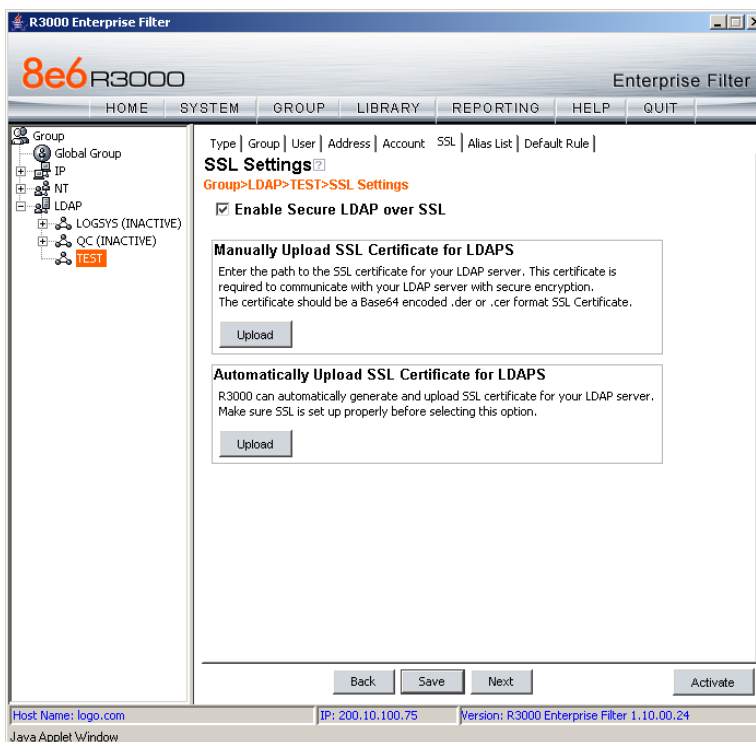 R3000 Enterprise Filter
8e6 R3000
Enterprise Filter
HOME SYSTEM GROUP LIBRARY REPORTING HELP QUIT
Group
Global Group
IP
NT
LDAP
LOGSYS (INACTIVE)
QC (INACTIVE)
TEST
Type | Group | User | Address | Account SSL | Alias List | Default Rule |
SSL Settings?
Group>LDAP>TEST>SSL Settings
Enable Secure LDAP over SSL
Manually Upload SSL Certificate for LDAPS
Enter the path to the SSL certificate for your LDAP server. This certificate is
required to communicate with your LDAP server with secure encryption.
The certificate should be a Base64 encoded .der or .cer format SSL Certificate.
Upload
Automatically Upload SSL Certificate for LDAPS
R3000 can automatically generate and upload SSL certificate for your LDAP server.
Make sure SSL is set up properly before selecting this option.
Upload
Back Save Next Activate
Host Name: logo.com IP: 200.10.100.75 Version: R3000 Enterprise Filter 1.10.00.24
Java Applet Window